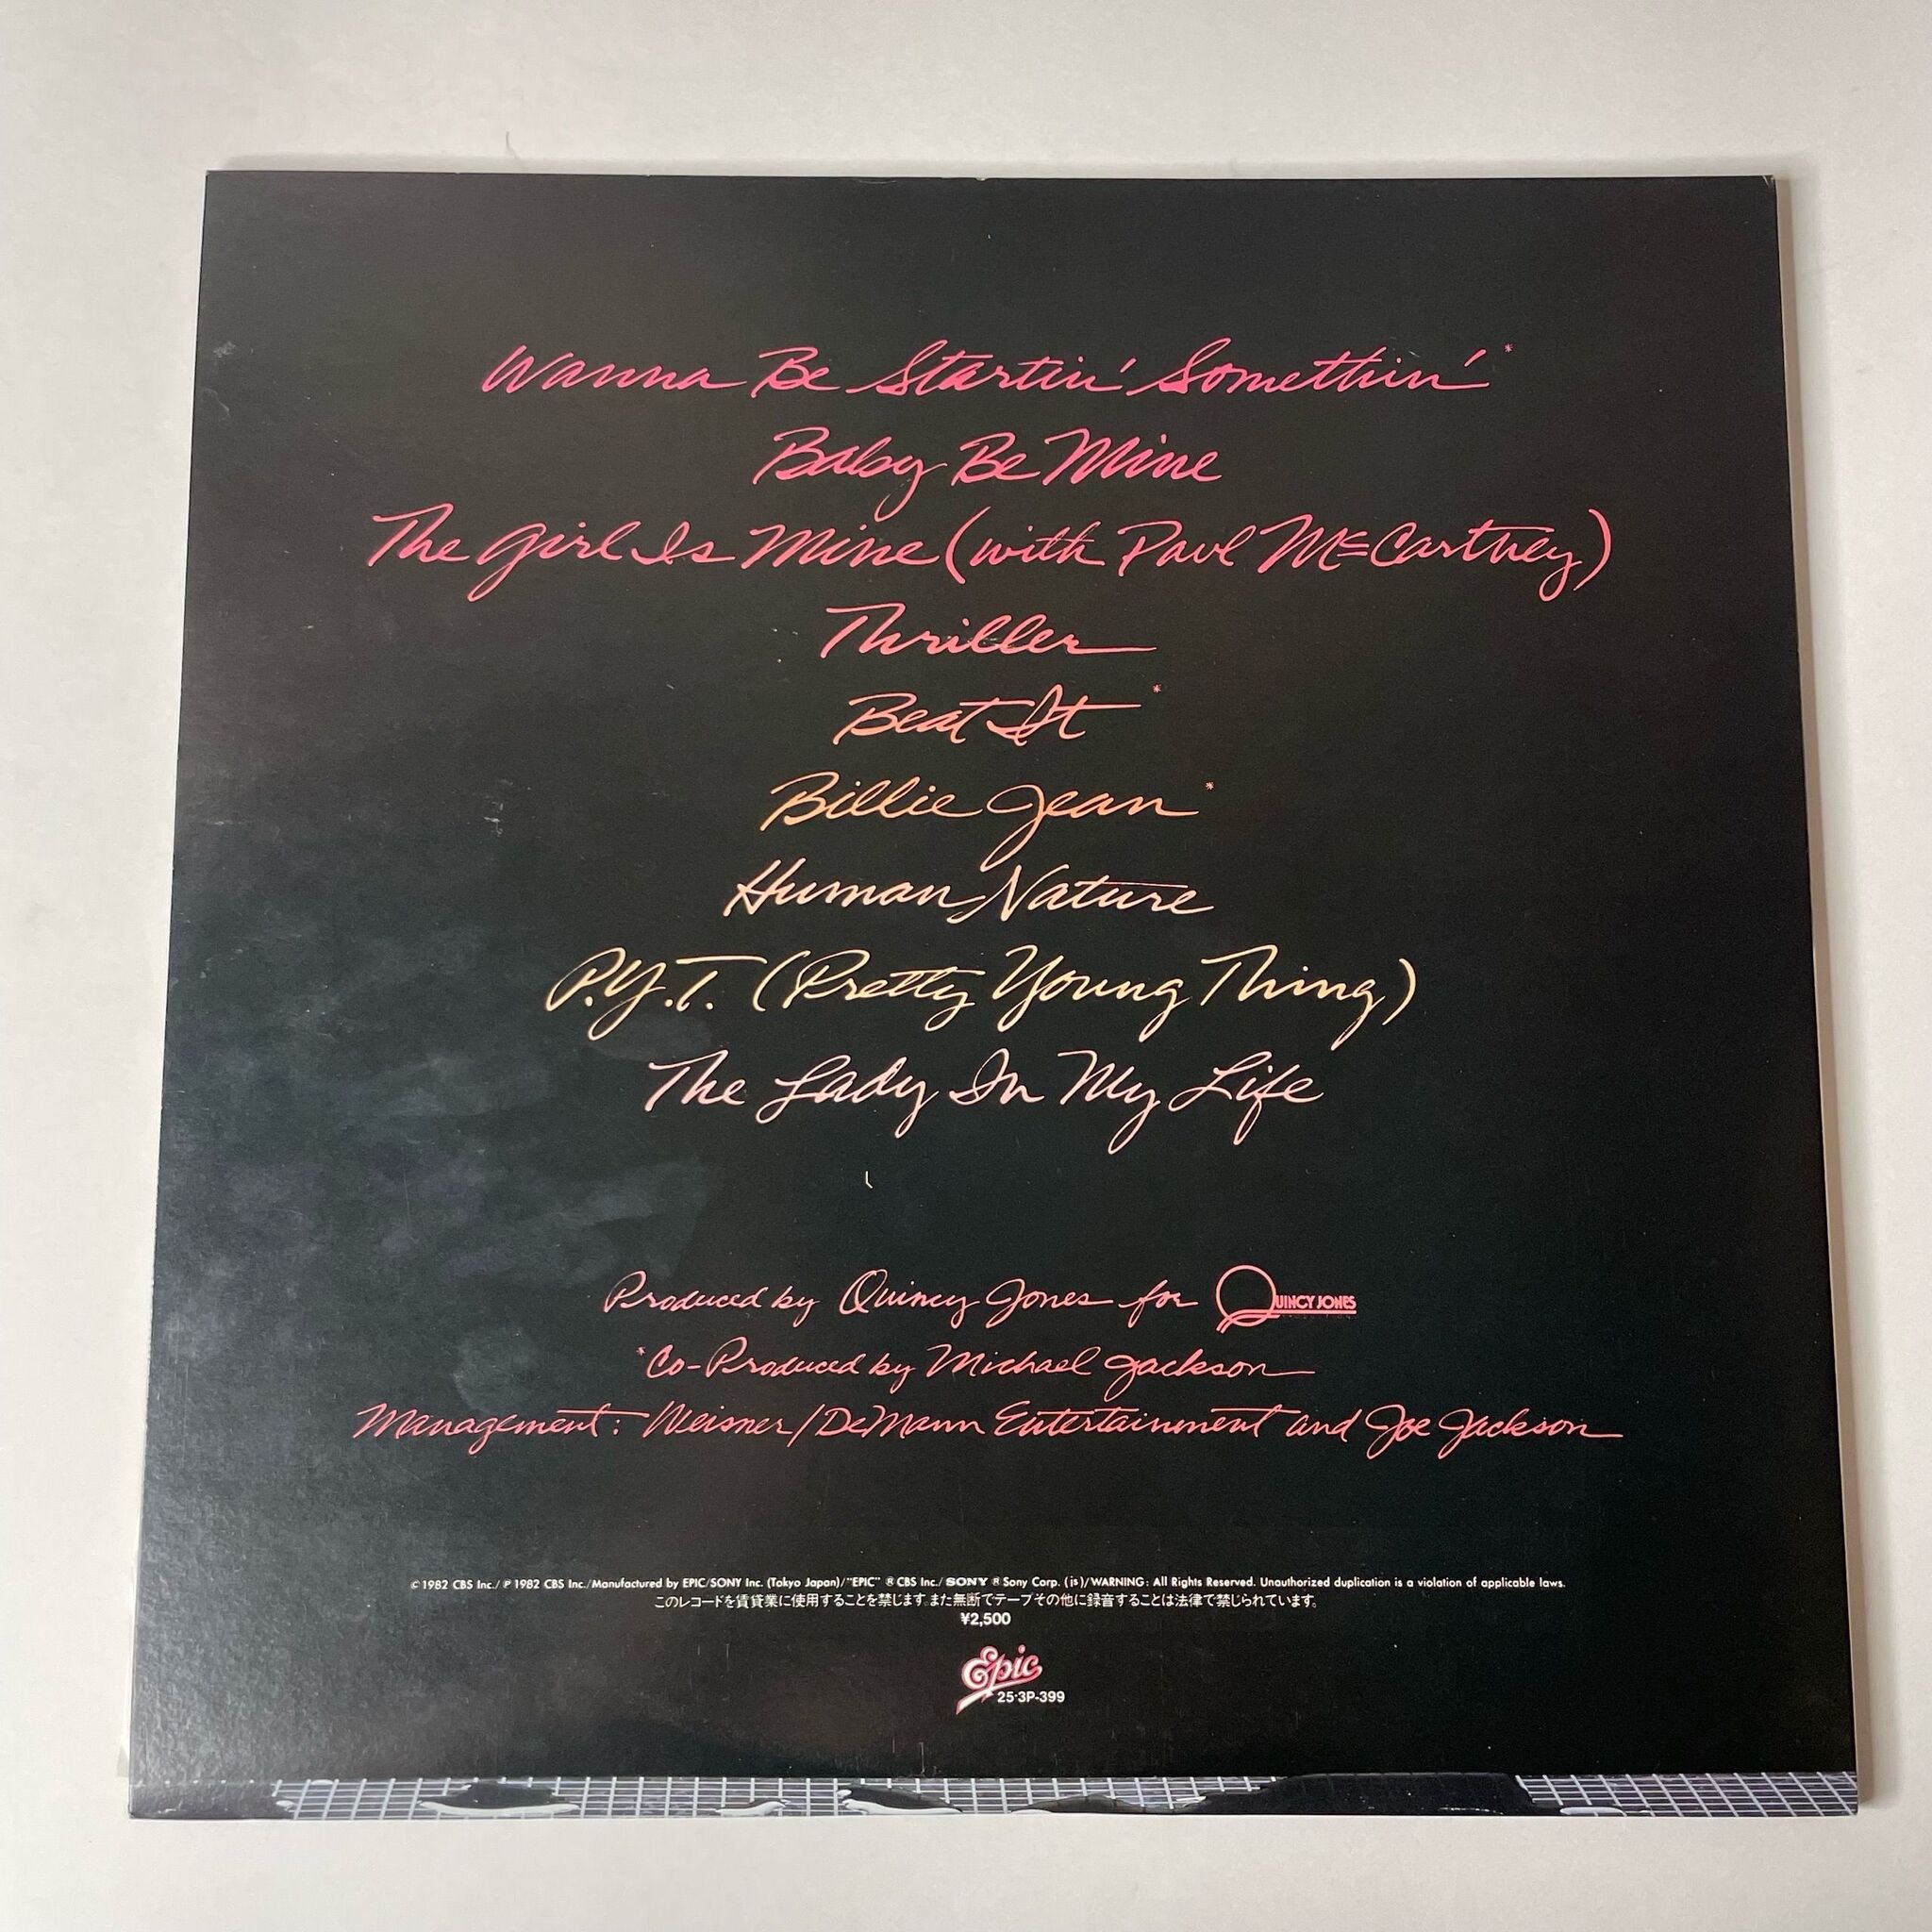 Wanna Be Startin' Somethin'*
Baby Be Mine
The Girl Is Mine (with Paul McCartney)
Thriller
Beat It*
Billie Jean*
Human Nature
P.Y.T. (Pretty Young Thing)
The Lady In My Life
Produced by Quincy Jones for QUINCY JONES
*Co-Produced by Michael Jackson
Management: Weisner/DeMann Entertainment and Joe Jackson
© 1982 CBS Inc./ ℗ 1982 CBS Inc./Manufactured by EPIC/SONY Inc. (Tokyo Japan)/"EPIC" ® CBS Inc./ SONY ® Sony Corp. (js)/WARNING: All Rights Reserved. Unauthorized duplication is a violation of applicable laws.
このレコードを賃貸業に使用することを禁じます。また無断でテープその他に録音することは法律で禁じられています。
¥2,500
Epic
25·3P-399